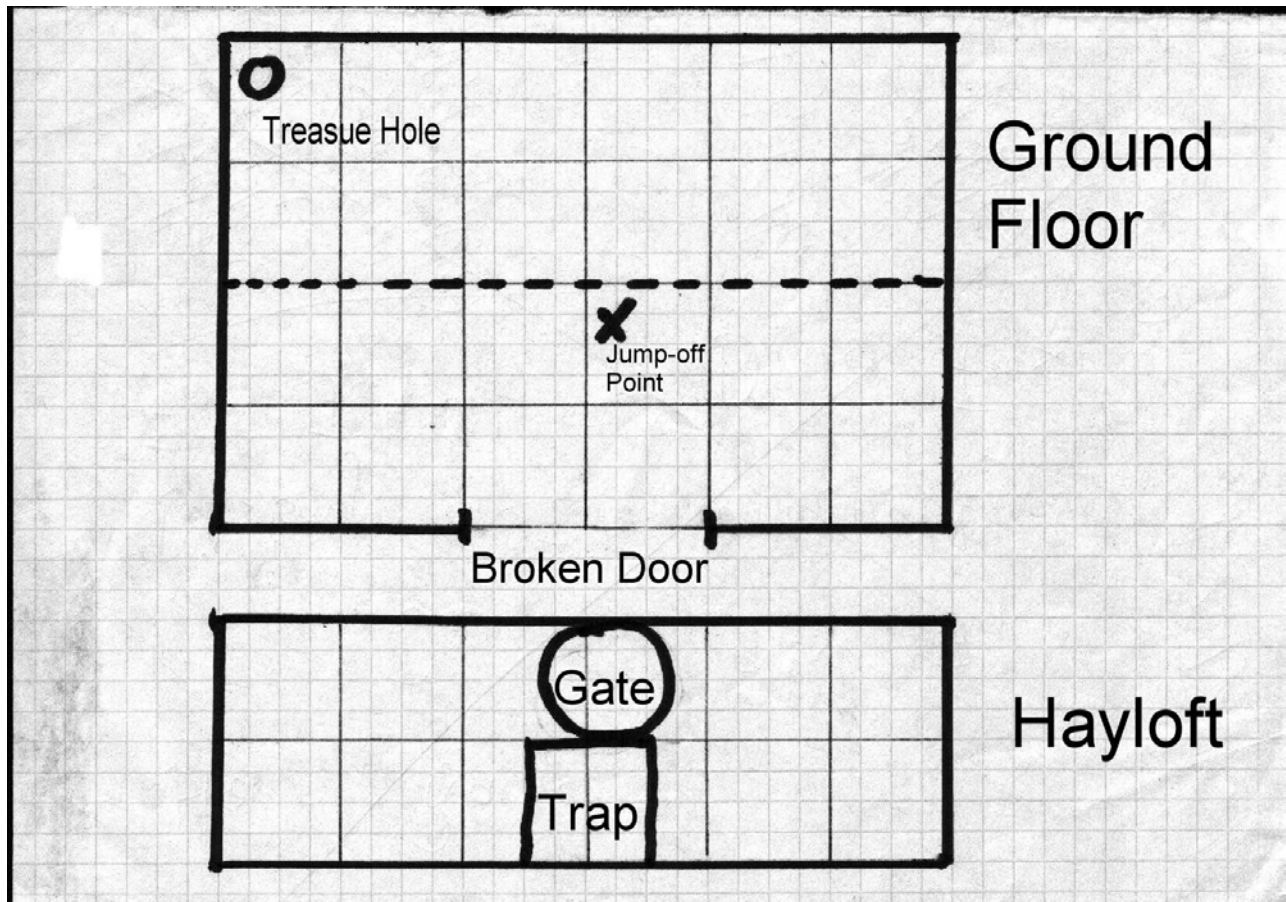 Treasue Hole
Ground
Floor
Jump-off
Point
Broken Door
Gate
Trap
Hayloft